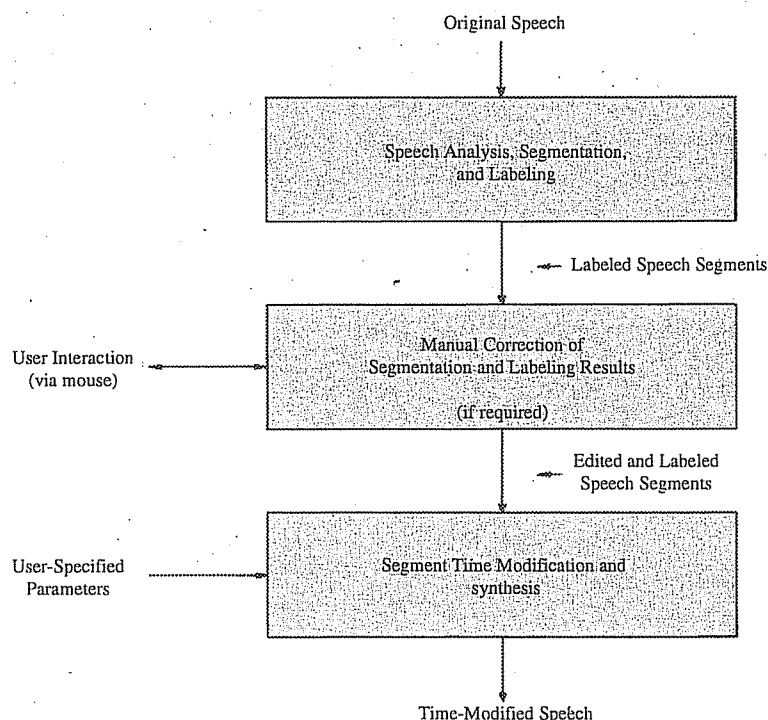 Original Speech
Speech Analysis, Segmentation,
and Labeling
Labeled Speech Segments
User Interaction
(via mouse)
Manual Correction of
Segmentation and Labeling Results
(if required)
Edited and Labeled
Speech Segments
User-Specified
Parameters
Segment Time Modification and
synthesis
Time-Modified Speech